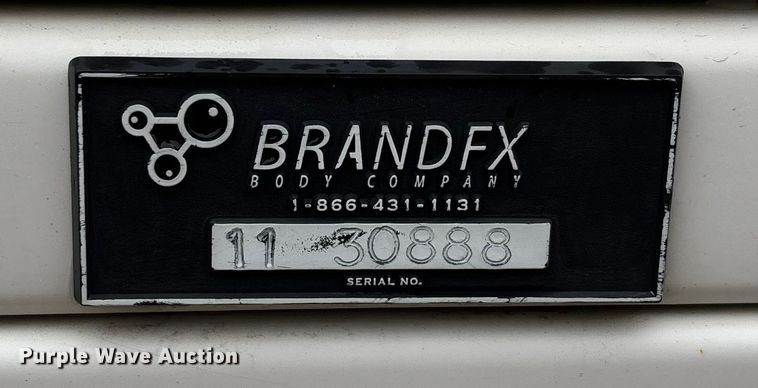 BRANDFX
BODY COMPANY
1-866-431-1131
11 30888
SERIAL NO.
Purple Wave Auction